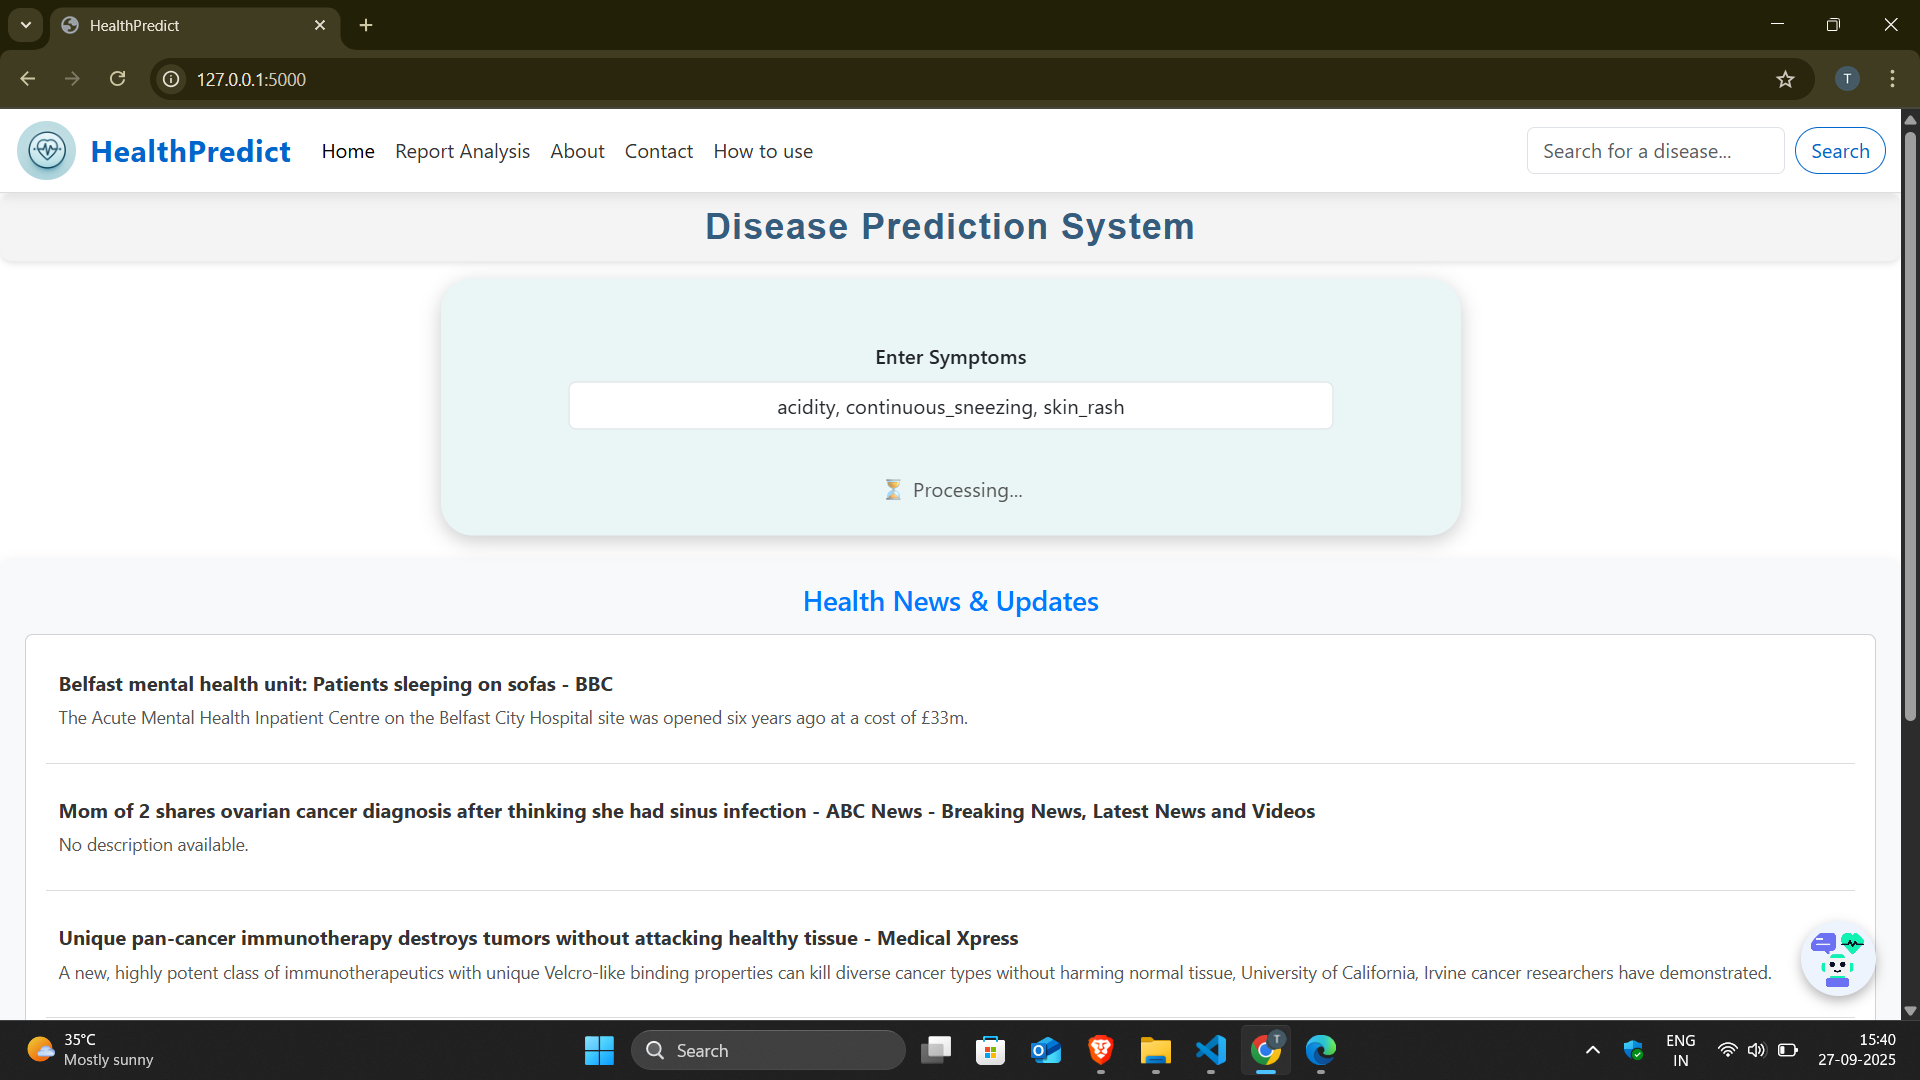 HealthPredict
127.0.0.1:5000
T
HealthPredict
Home
Report Analysis
About
Contact
How to use
Search for a disease...
Search
Disease Prediction System
Enter Symptoms
acidity, continuous_sneezing, skin_rash
⏳ Processing...
Health News & Updates
Belfast mental health unit: Patients sleeping on sofas - BBC
The Acute Mental Health Inpatient Centre on the Belfast City Hospital site was opened six years ago at a cost of £33m.
Mom of 2 shares ovarian cancer diagnosis after thinking she had sinus infection - ABC News - Breaking News, Latest News and Videos
No description available.
Unique pan-cancer immunotherapy destroys tumors without attacking healthy tissue - Medical Xpress
A new, highly potent class of immunotherapeutics with unique Velcro-like binding properties can kill diverse cancer types without harming normal tissue, University of California, Irvine cancer researchers have demonstrated.
35°C
Mostly sunny
Search
T
ENG
IN
15:40
27-09-2025